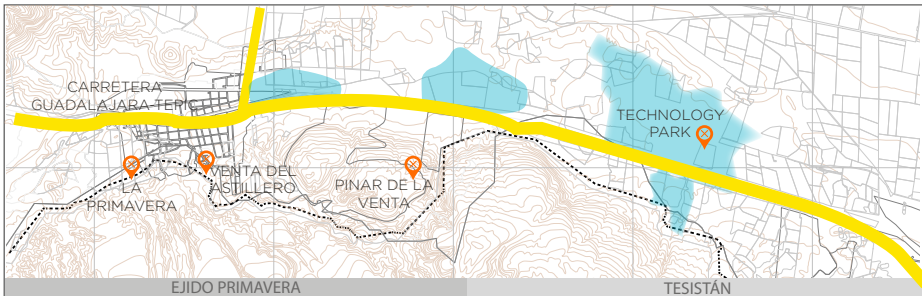 CARRETERA
GUADALAJARA-TEPIC
TECHNOLOGY
PARK
LA
PRIMAVERA
VENTA DEL
ASTILLERO
PINAR DE LA
VENTA
EJIDO PRIMAVERA
TESISTÁN